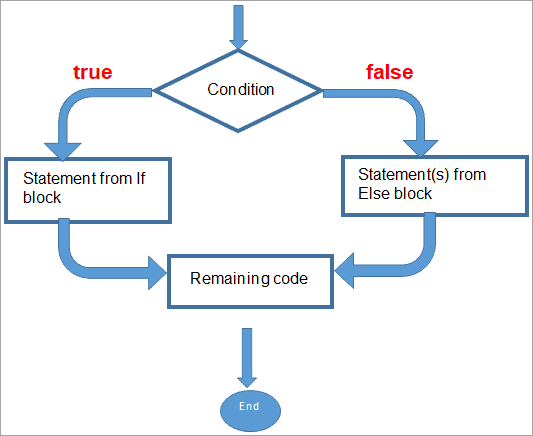 true
false
Condition
Statement from If
block
Statement(s) from
Else block
Remaining code
End